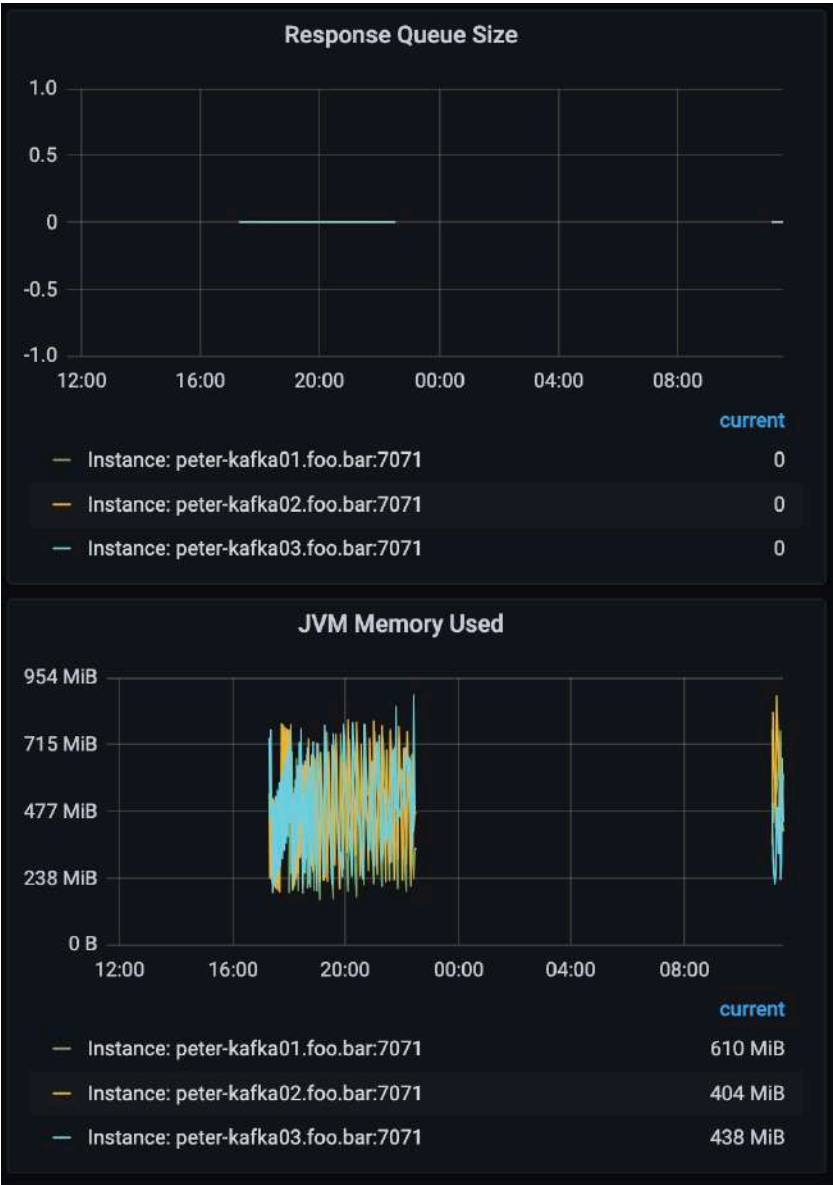 Response Queue Size
1.0
0.5
0
-0.5
-1.0
12:00 16:00 20:00 00:00 04:00 08:00
current
Instance: peter-kafka01.foo.bar:7071 0
Instance: peter-kafka02.foo.bar:7071 0
Instance: peter-kafka03.foo.bar:7071 0
JVM Memory Used
954 MiB
715 MiB
477 MiB
238 MiB
0 B
12:00 16:00 20:00 00:00 04:00 08:00
current
Instance: peter-kafka01.foo.bar:7071 610 MiB
Instance: peter-kafka02.foo.bar:7071 404 MiB
Instance: peter-kafka03.foo.bar:7071 438 MiB